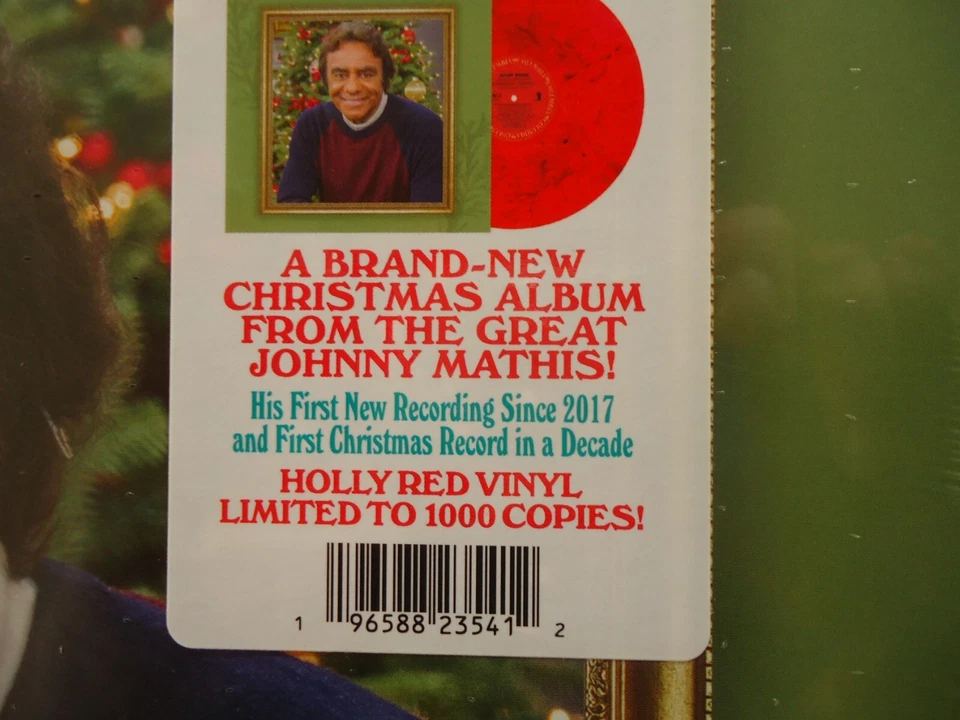 A BRAND-NEW
CHRISTMAS ALBUM
FROM THE GREAT
JOHNNY MATHIS!
His First New Recording Since 2017
and First Christmas Record in a Decade
HOLLY RED VINYL
LIMITED TO 1000 COPIES!
1 96588 23541 2